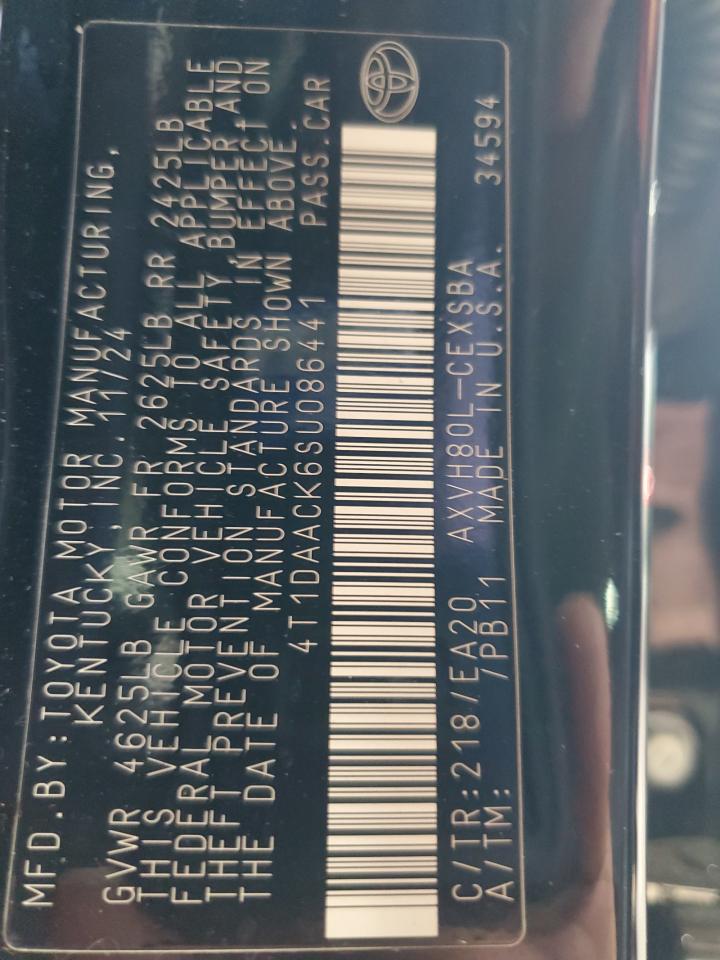 MFD.BY:TOYOTA MOTOR MANUFACTURING,
KENTUCKY,INC.11/24
GVWR 4625LB GAWR FR 2625LB RR 2425LB
THIS VEHICLE CONFORMS TO ALL APPLICABLE
FEDERAL MOTOR VEHICLE SAFETY,BUMPER,AND
THEFT PREVENTION STANDARDS IN EFFECT ON
THE DATE OF MANUFACTURE SHOWN ABOVE.
4T1DAACK6SU086441 PASS.CAR
C/TR:218/EA20 AXVH80L-CEXSBA 34594
A/TM: /PB11 MADE IN U.S.A.